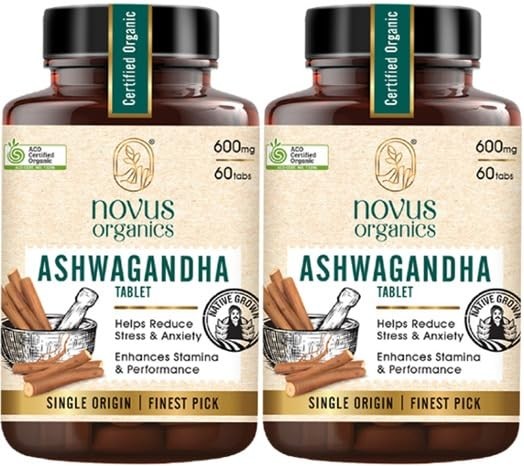 Certified Organic
ACO
Certified
Organic
600mg
60tabs
novus
organics
ASHWAGANDHA
TABLET
Helps Reduce
Stress & Anxiety
Enhances Stamina
& Performance
NATIVE GROWN
SINGLE ORIGIN | FINEST PICK
Certified Organic
ACO
Certified
Organic
600mg
60tabs
novus
organics
ASHWAGANDHA
TABLET
Helps Reduce
Stress & Anxiety
Enhances Stamina
& Performance
NATIVE GROWN
SINGLE ORIGIN | FINEST PICK